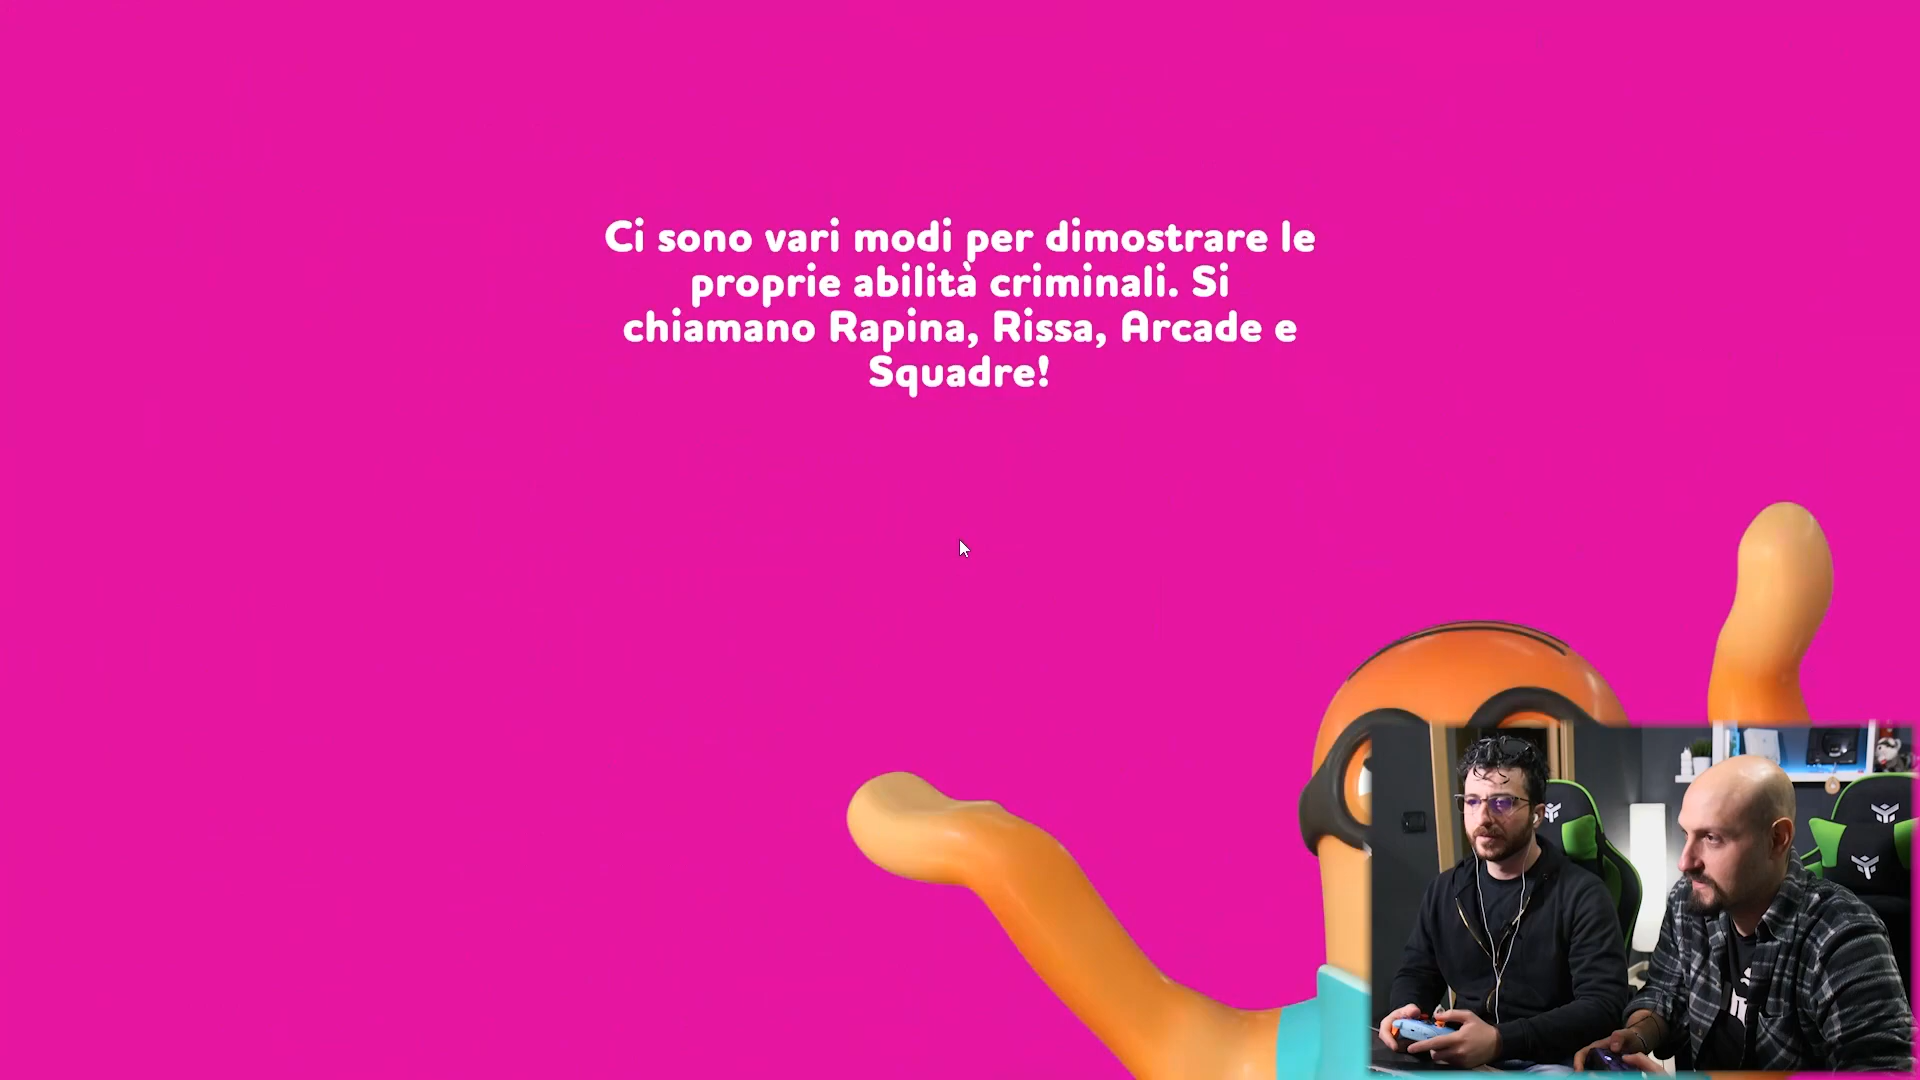 Ci sono vari modi per dimostrare le
proprie abilità criminali. Si
chiamano Rapina, Rissa, Arcade e
Squadre!